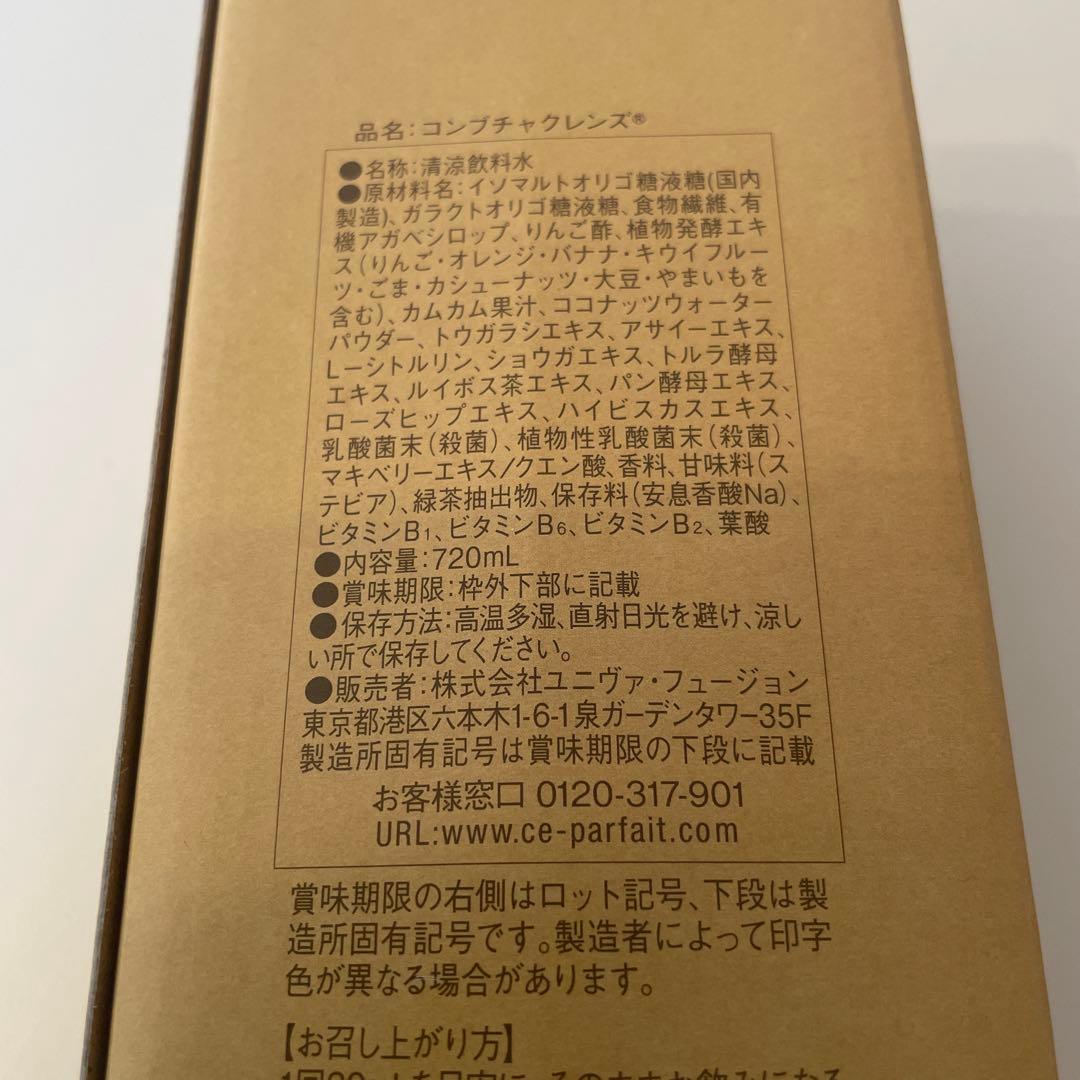 品名:コンブチャクレンズ®
●名称:清涼飲料水
●原材料名:イソマルトオリゴ糖液糖(国内
製造)、ガラクトオリゴ糖液糖、食物繊維、有
機アガベシロップ、りんご酢、植物発酵エキ
ス(りんご・オレンジ・バナナ・キウイフルー
ツ・ごま・カシューナッツ・大豆・やまいもを
含む)、カムカム果汁、ココナッツウォーター
パウダー、トウガラシエキス、アサイーエキス、
L-シトルリン、ショウガエキス、トルラ酵母
エキス、ルイボス茶エキス、パン酵母エキス、
ローズヒップエキス、ハイビスカスエキス、
乳酸菌末(殺菌)、植物性乳酸菌末(殺菌)、
マキベリーエキス/クエン酸、香料、甘味料(ス
テビア)、緑茶抽出物、保存料(安息香酸Na)、
ビタミンB₁、ビタミンB₆、ビタミンB₂、葉酸
●内容量:720mL
●賞味期限:枠外下部に記載
●保存方法:高温多湿、直射日光を避け、涼し
い所で保存してください。
●販売者:株式会社ユニヴァ・フュージョン
東京都港区六本木1-6-1泉ガーデンタワー35F
製造所固有記号は賞味期限の下段に記載
お客様窓口 0120-317-901
URL:www.ce-parfait.com
賞味期限の右側はロット記号、下段は製
造所固有記号です。製造者によって印字
色が異なる場合があります。
【お召し上がり方】